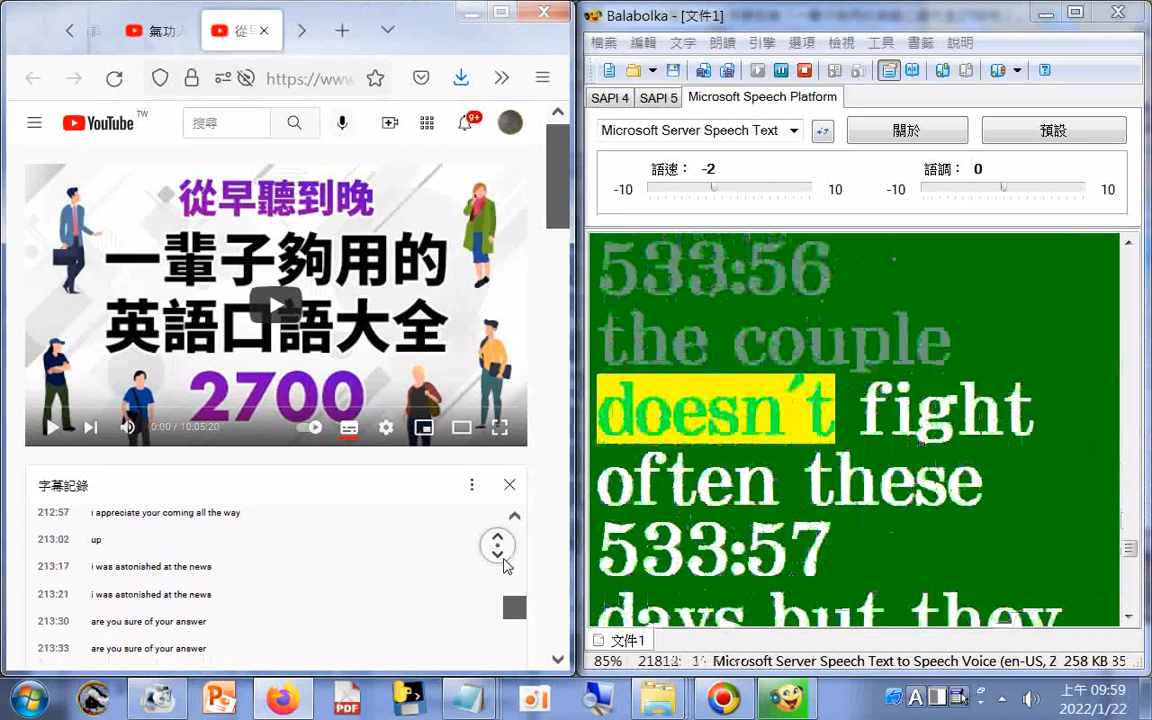 氣功
從
https://www
YouTube TW
搜尋
9+
從早聽到晚
一輩子夠用的
英語口語大全
2700
0:00 / 10:05:20
字幕記錄
212:57 i appreciate your coming all the way
213:02 up
213:17 i was astonished at the news
213:21 i was astonished at the news
213:30 are you sure of your answer
213:33 are you sure of your answer
Balabolka - [文件1]
檔案 編輯 文字 朗讀 引擎 選項 檢視 工具 書籤 說明
SAPI 4 SAPI 5 Microsoft Speech Platform
Microsoft Server Speech Text 關於 預設
語速: -2 語調: 0
-10 10 -10 10
533:56
the couple
doesn't fight
often these
533:57
days but they
文件1
85% Microsoft Server Speech Text to Speech Voice (en-US, Z 258 KB
上午 09:59
2022/1/22